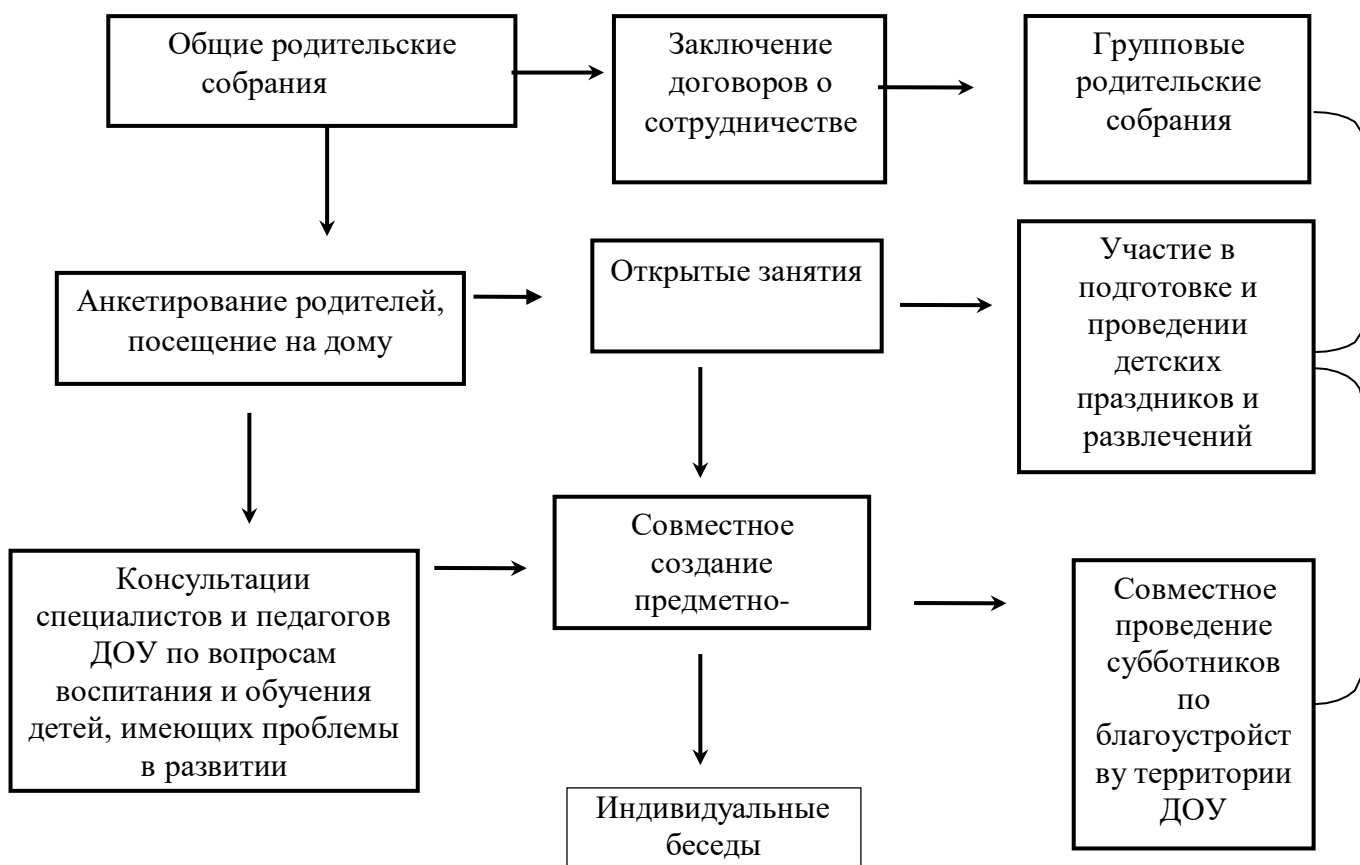 Общие родительские
собрания
Заключение
договоров о
сотрудничестве
Групповые
родительские
собрания
Анкетирование родителей,
посещение на дому
Открытые занятия
Участие в
подготовке и
проведении
детских
праздников и
развлечений
Консультации
специалистов и педагогов
ДОУ по вопросам
воспитания и обучения
детей, имеющих проблемы
в развитии
Совместное
создание
предметно-
Совместное
проведение
субботников
по
благоустройст
ву территории
ДОУ
Индивидуальные
беседы